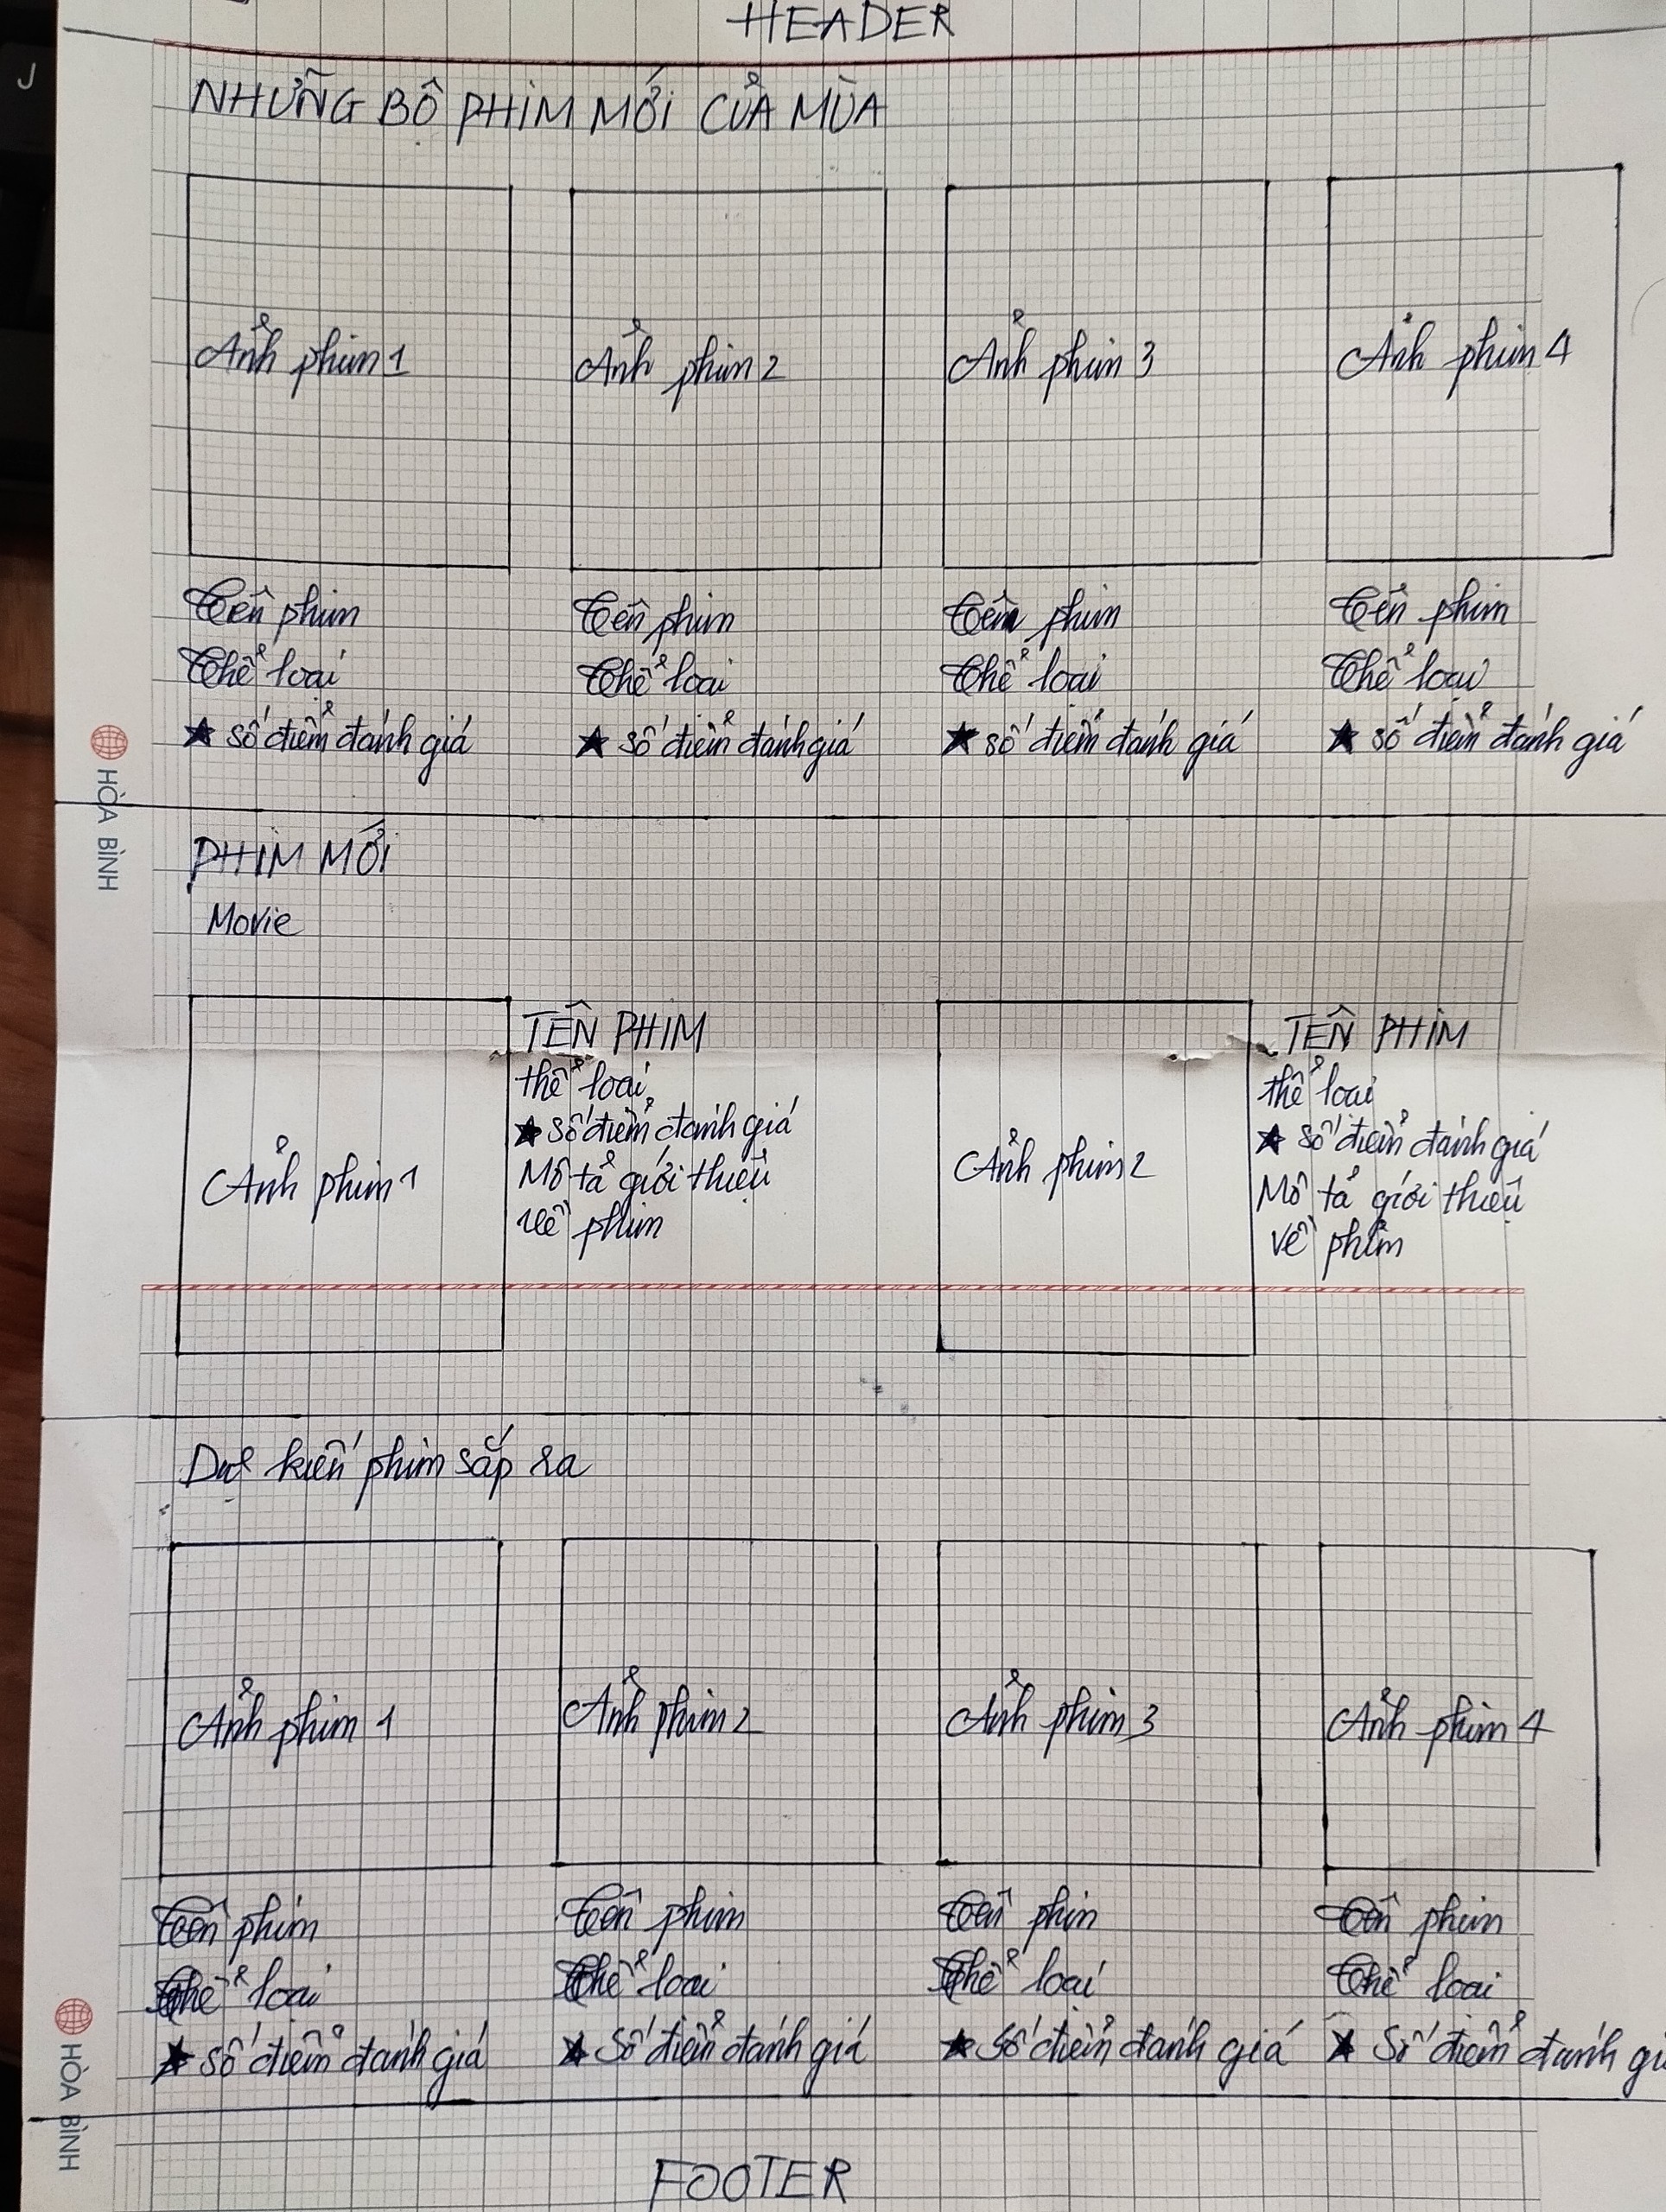 J
HEADER
NHỮNG BỘ PHIM MỚI CỦA MÙA
Ảnh phim 1
Ảnh phim 2
Ảnh phim 3
Ảnh phim 4
Tên phim
Tên phim
Tên phim
Tên phim
Thể loại
Thể loại
Thể loại
Thể loại
★ số điểm đánh giá
★ số điểm đánh giá
★ số điểm đánh giá
★ số điểm đánh giá
HÒA BÌNH
PHIM MỚI
Movie
Ảnh phim 1
TÊN PHIM
thể loại
★ số điểm đánh giá
Mô tả giới thiệu
về phim
Ảnh phim 2
TÊN PHIM
thể loại
★ số điểm đánh giá
Mô tả giới thiệu
về phim
Dự kiến phim sắp ra
Ảnh phim 1
Ảnh phim 2
Ảnh phim 3
Ảnh phim 4
Tên phim
Tên phim
Tên phim
Tên phim
Thể loại
Thể loại
Thể loại
Thể loại
★ số điểm đánh giá
★ Số điểm đánh giá
★ Số điểm đánh giá
★ Số điểm đánh gi
HÒA BÌNH
FOOTER